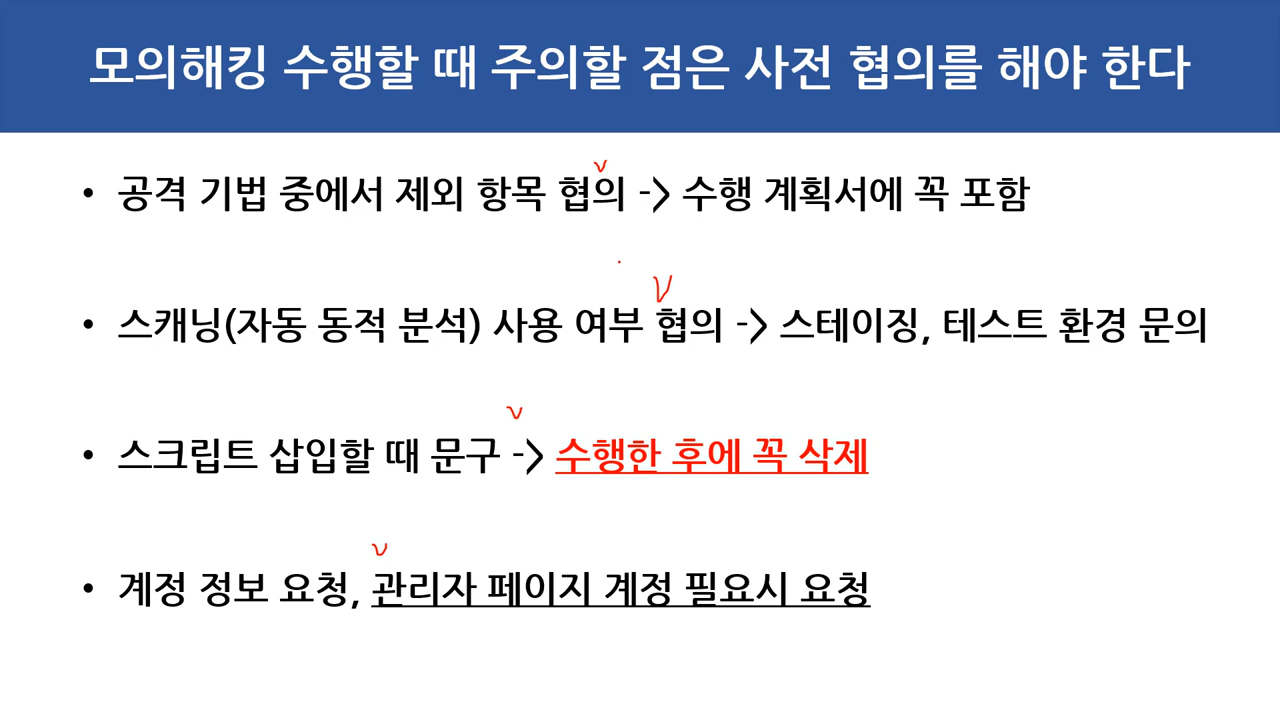 모의해킹 수행할 때 주의할 점은 사전 협의를 해야 한다
• 공격 기법 중에서 제외 항목 협의 -> 수행 계획서에 꼭 포함
• 스캐닝(자동 동적 분석) 사용 여부 협의 -> 스테이징, 테스트 환경 문의
• 스크립트 삽입할 때 문구 -> 수행한 후에 꼭 삭제
• 계정 정보 요청, 관리자 페이지 계정 필요시 요청